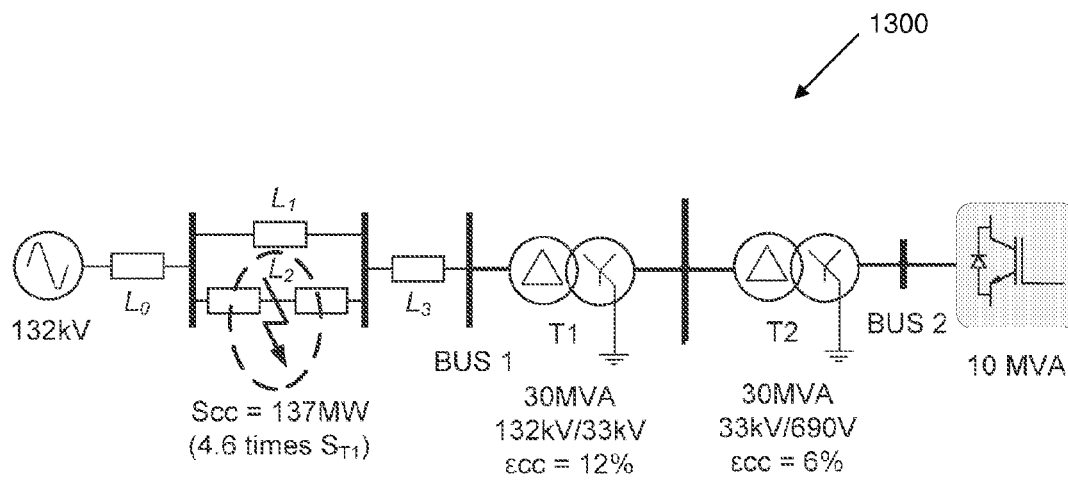 1300
L1
L2
L0
L3
132kV
BUS 1
T1
T2
BUS 2
10 MVA
Scc = 137MW
(4.6 times ST1)
30MVA
132kV/33kV
εcc = 12%
30MVA
33kV/690V
εcc = 6%